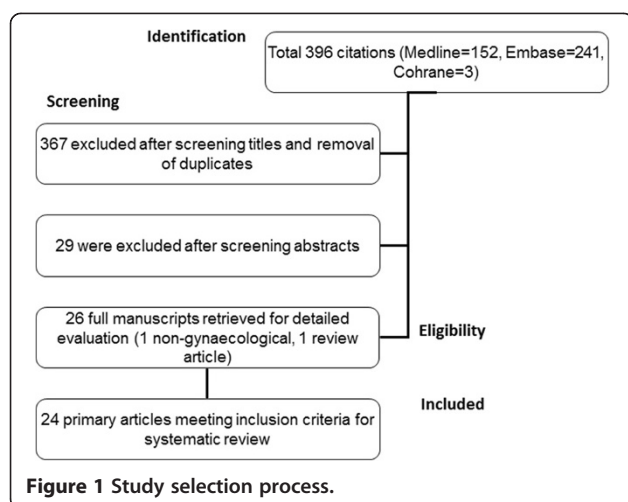 Identification
Total 396 citations (Medline=152, Embase=241,
Cohrane=3)
Screening
367 excluded after screening titles and removal
of duplicates
29 were excluded after screening abstracts
26 full manuscripts retrieved for detailed
evaluation (1 non-gynaecological, 1 review
article)
Eligibility
Included
24 primary articles meeting inclusion criteria for
systematic review
Figure 1 Study selection process.